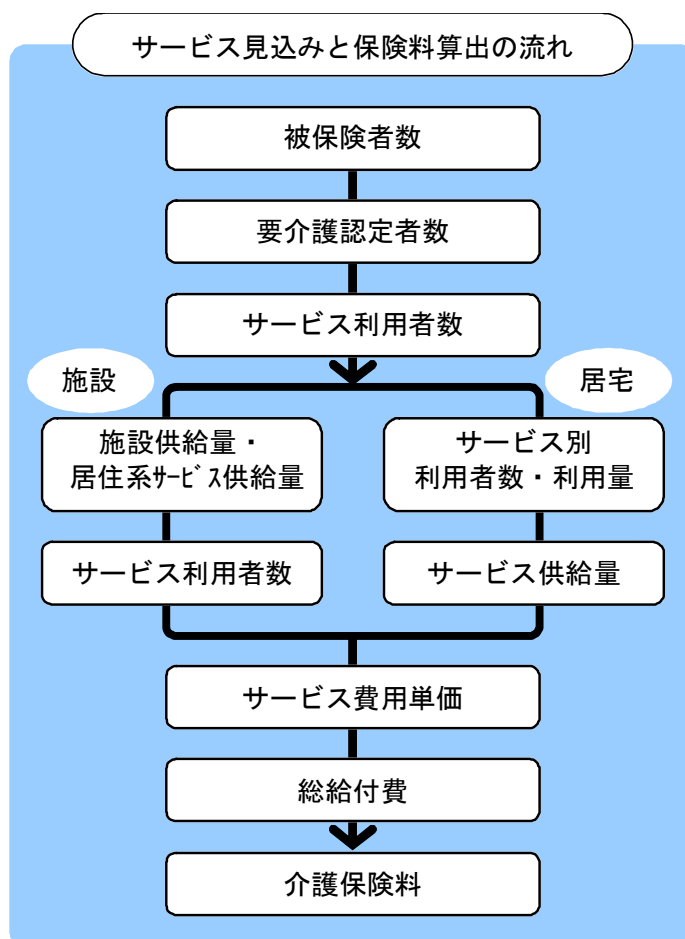 サービス見込みと保険料算出の流れ
被保険者数
要介護認定者数
サービス利用者数
施設
居宅
施設供給量・
居住系ｻｰﾋﾞｽ供給量
サービス別
利用者数・利用量
サービス利用者数
サービス供給量
サービス費用単価
総給付費
介護保険料